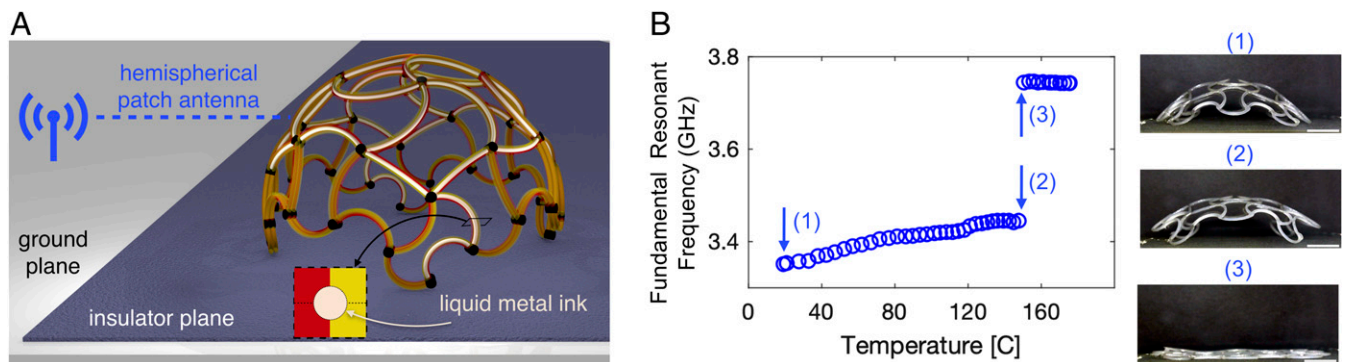 A
hemispherical
patch antenna
ground
plane
insulator plane
liquid metal ink
B
Fundamental Resonant
Frequency (GHz)
3.8
3.6
3.4
0
40
80
120
160
Temperature [C]
(1)
(2)
(3)
(1)
(2)
(3)